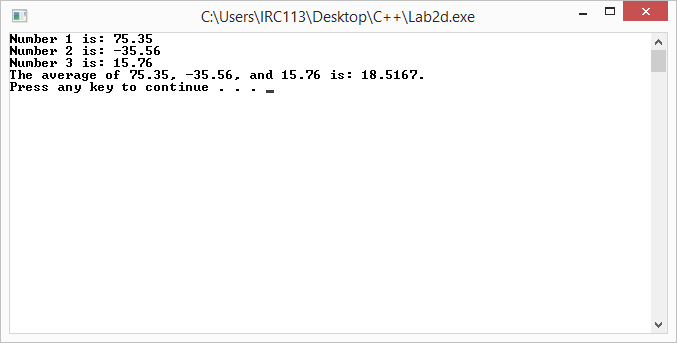 C:\Users\IRC113\Desktop\C++\Lab2d.exe
Number 1 is: 75.35
Number 2 is: -35.56
Number 3 is: 15.76
The average of 75.35, -35.56, and 15.76 is: 18.5167.
Press any key to continue . . . _